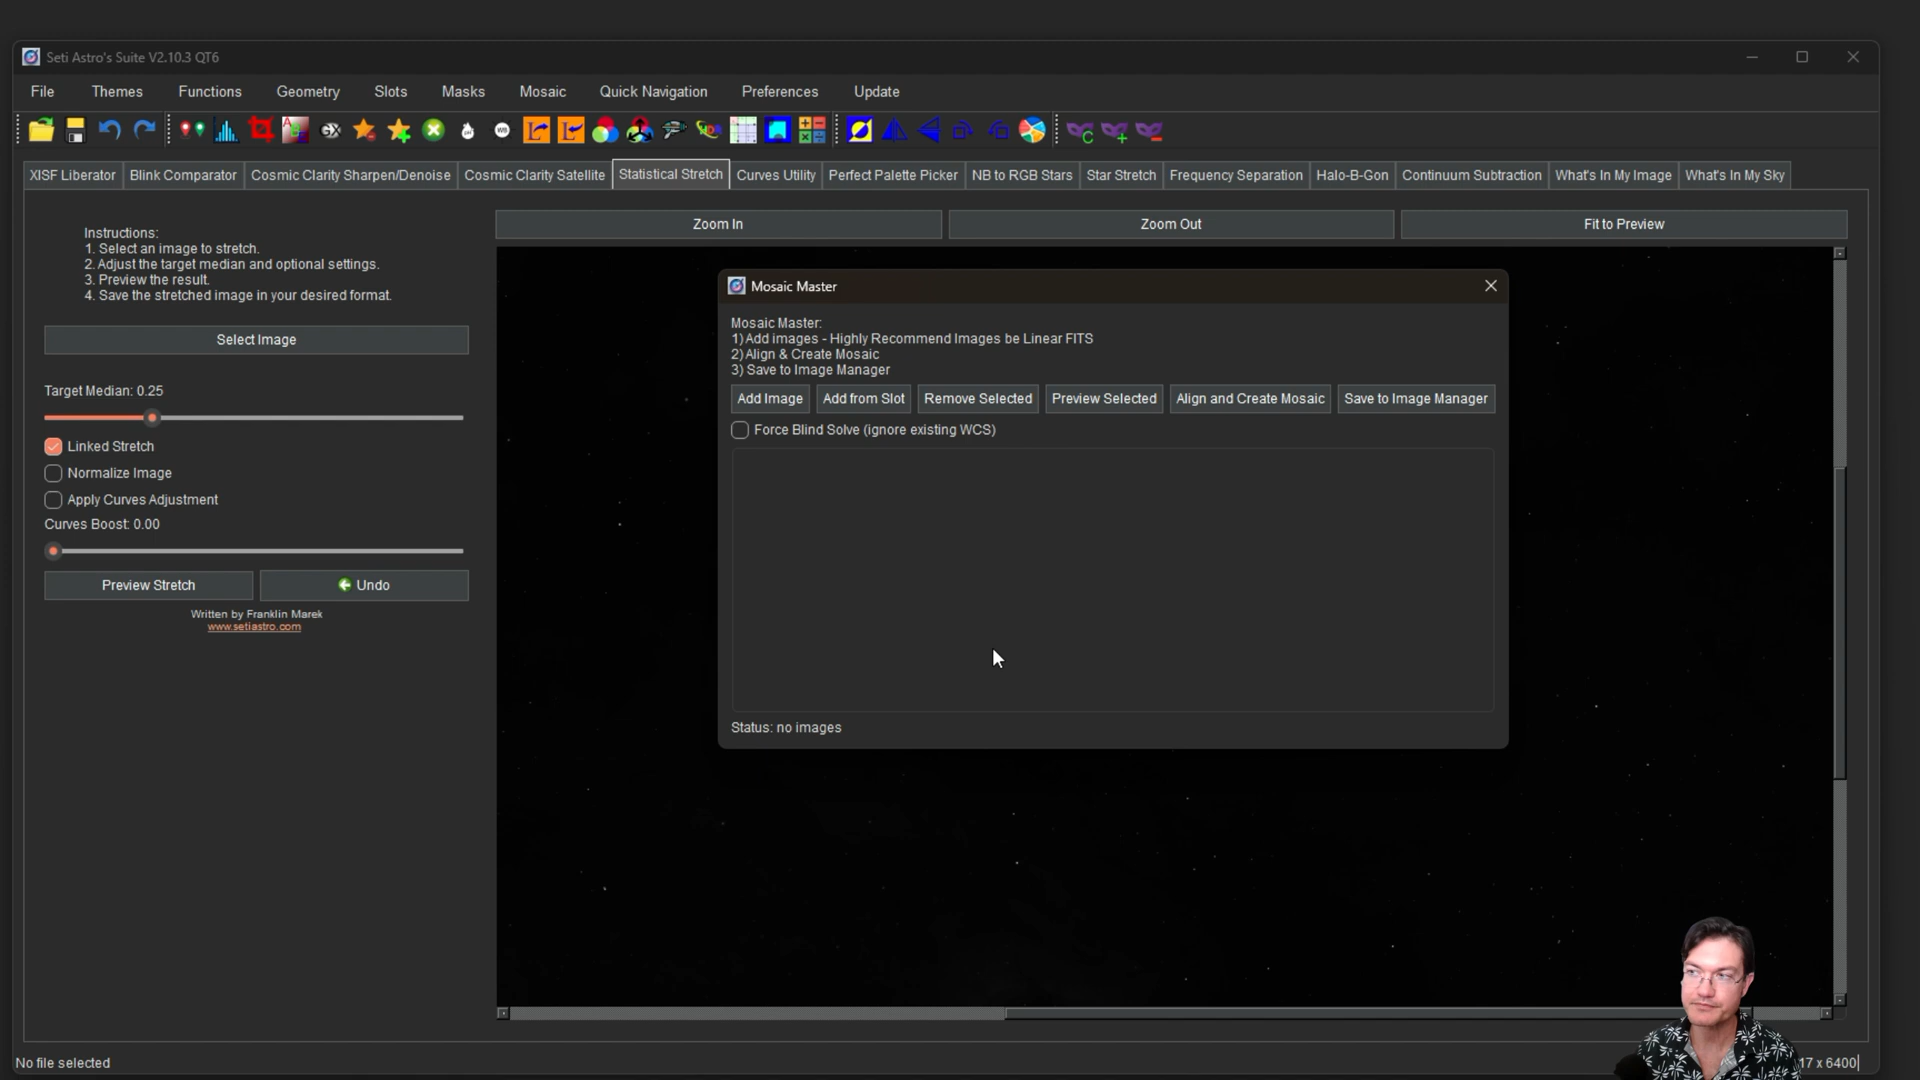 Seti Astro's Suite V2.10.3 QT6
File Themes Functions Geometry Slots Masks Mosaic Quick Navigation Preferences Update
XISF Liberator Blink Comparator Cosmic Clarity Sharpen/Denoise Cosmic Clarity Satellite Statistical Stretch Curves Utility Perfect Palette Picker NB to RGB Stars Star Stretch Frequency Separation Halo-B-Gon Continuum Subtraction What's In My Image What's In My Sky
Instructions:
1. Select an image to stretch.
2. Adjust the target median and optional settings.
3. Preview the result.
4. Save the stretched image in your desired format.
Select Image
Target Median: 0.25
Linked Stretch
Normalize Image
Apply Curves Adjustment
Curves Boost: 0.00
Preview Stretch Undo
Written by Franklin Marek
www.setiastro.com
Zoom In Zoom Out Fit to Preview
Mosaic Master
Mosaic Master:
1) Add images - Highly Recommend Images be Linear FITS
2) Align & Create Mosaic
3) Save to Image Manager
Add Image Add from Slot Remove Selected Preview Selected Align and Create Mosaic Save to Image Manager
Force Blind Solve (ignore existing WCS)
Status: no images
No file selected
17 x 6400